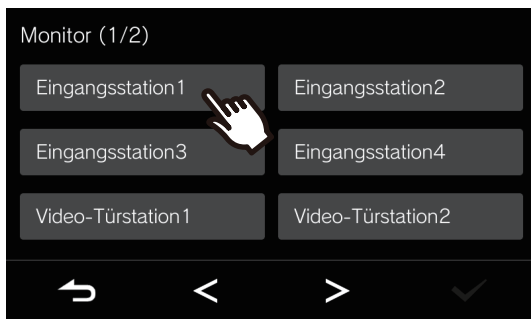 Monitor (1/2)
Eingangsstation1 Eingangsstation2
Eingangsstation3 Eingangsstation4
Video-Türstation1 Video-Türstation2